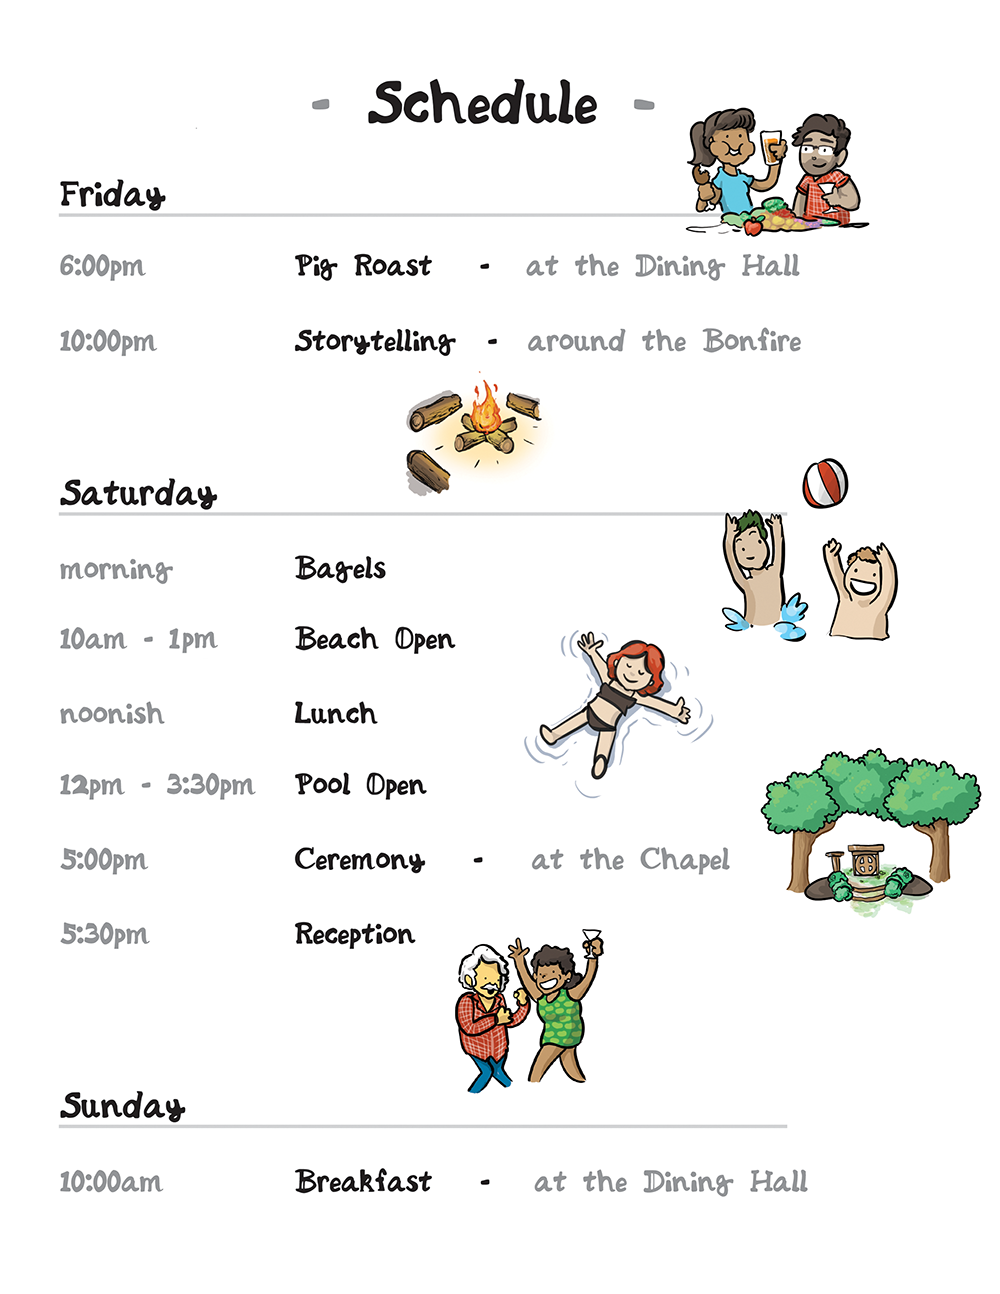 - Schedule -
Friday
6:00pm Pig Roast - at the Dining Hall
10:00pm Storytelling - around the Bonfire
Saturday
morning Bagels
10am - 1pm Beach Open
noonish Lunch
12pm - 3:30pm Pool Open
5:00pm Ceremony - at the Chapel
5:30pm Reception
Sunday
10:00am Breakfast - at the Dining Hall